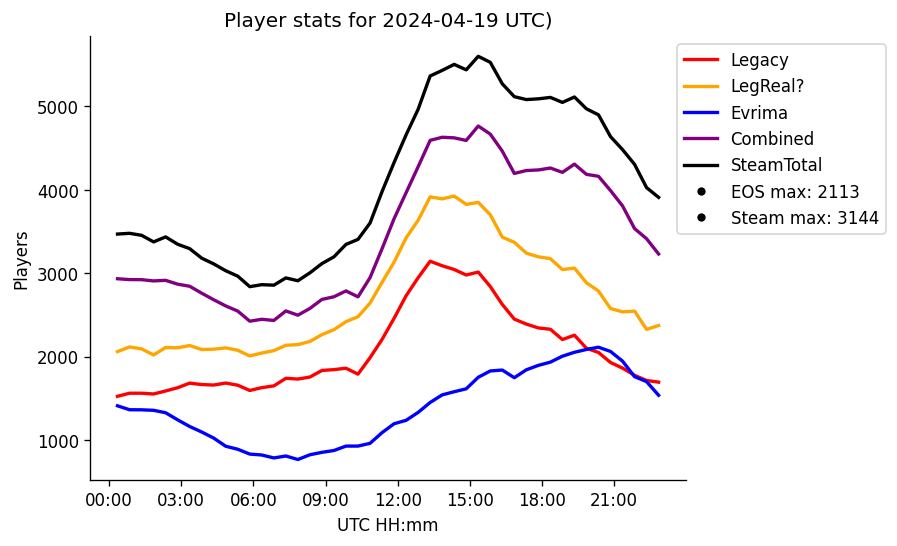 Player stats for 2024-04-19 UTC)
Legacy
LegReal?
Evrima
Combined
SteamTotal
EOS max: 2113
Steam max: 3144
Players
5000
4000
3000
2000
1000
00:00 03:00 06:00 09:00 12:00 15:00 18:00 21:00
UTC HH:mm